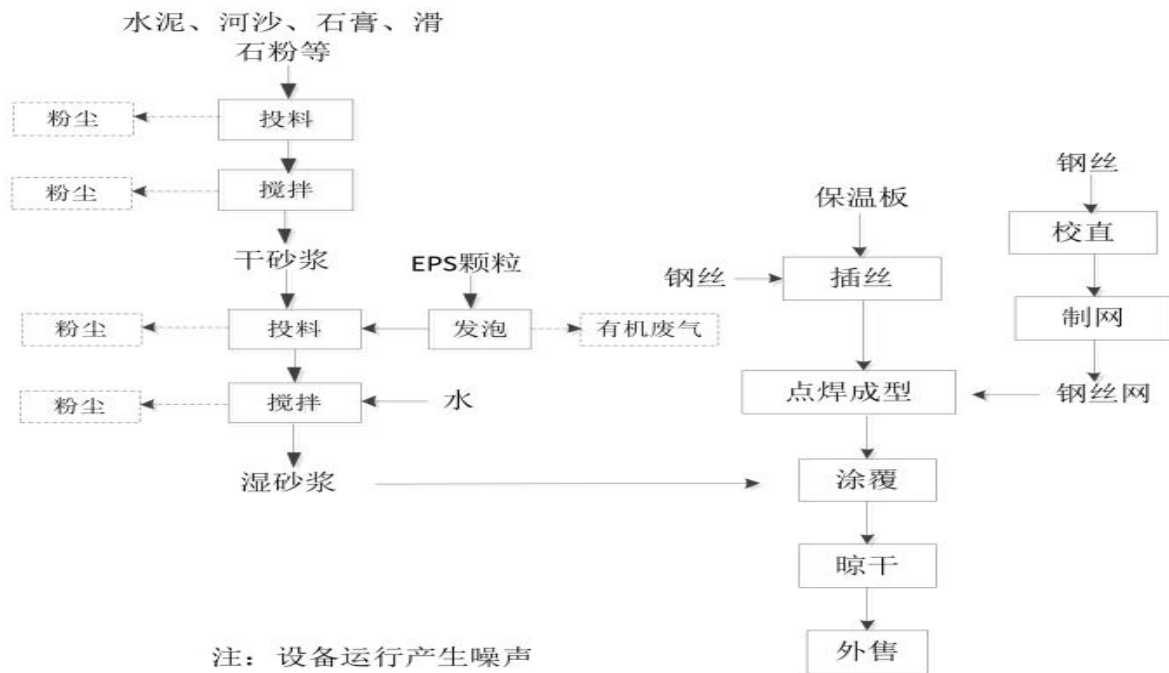 水泥、河沙、石膏、滑
石粉等
粉尘
投料
粉尘
搅拌
干砂浆
EPS颗粒
粉尘
投料
发泡
有机废气
粉尘
搅拌
水
湿砂浆
保温板
钢丝
插丝
钢丝
校直
制网
钢丝网
点焊成型
涂覆
晾干
外售
注：设备运行产生噪声